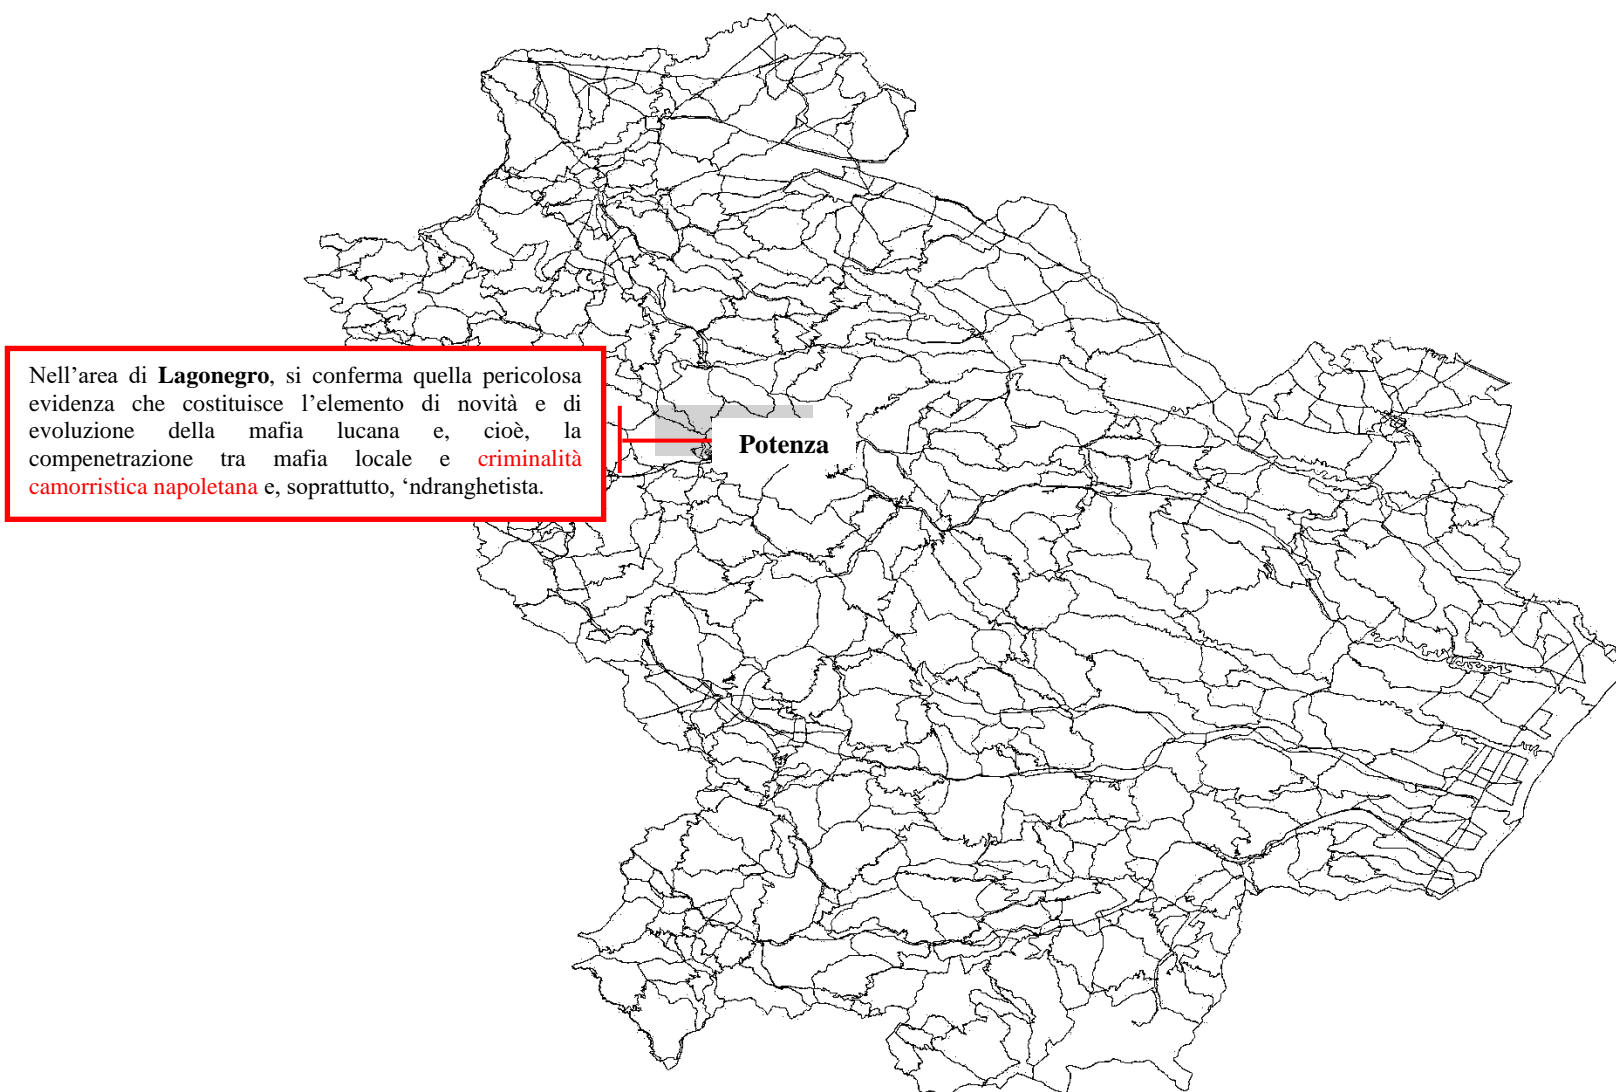 Nell’area di Lagonegro, si conferma quella pericolosa
evidenza che costituisce l’elemento di novità e di
evoluzione della mafia lucana e, cioè, la
compenetrazione tra mafia locale e criminalità
camorristica napoletana e, soprattutto, ‘ndranghetista.
Potenza